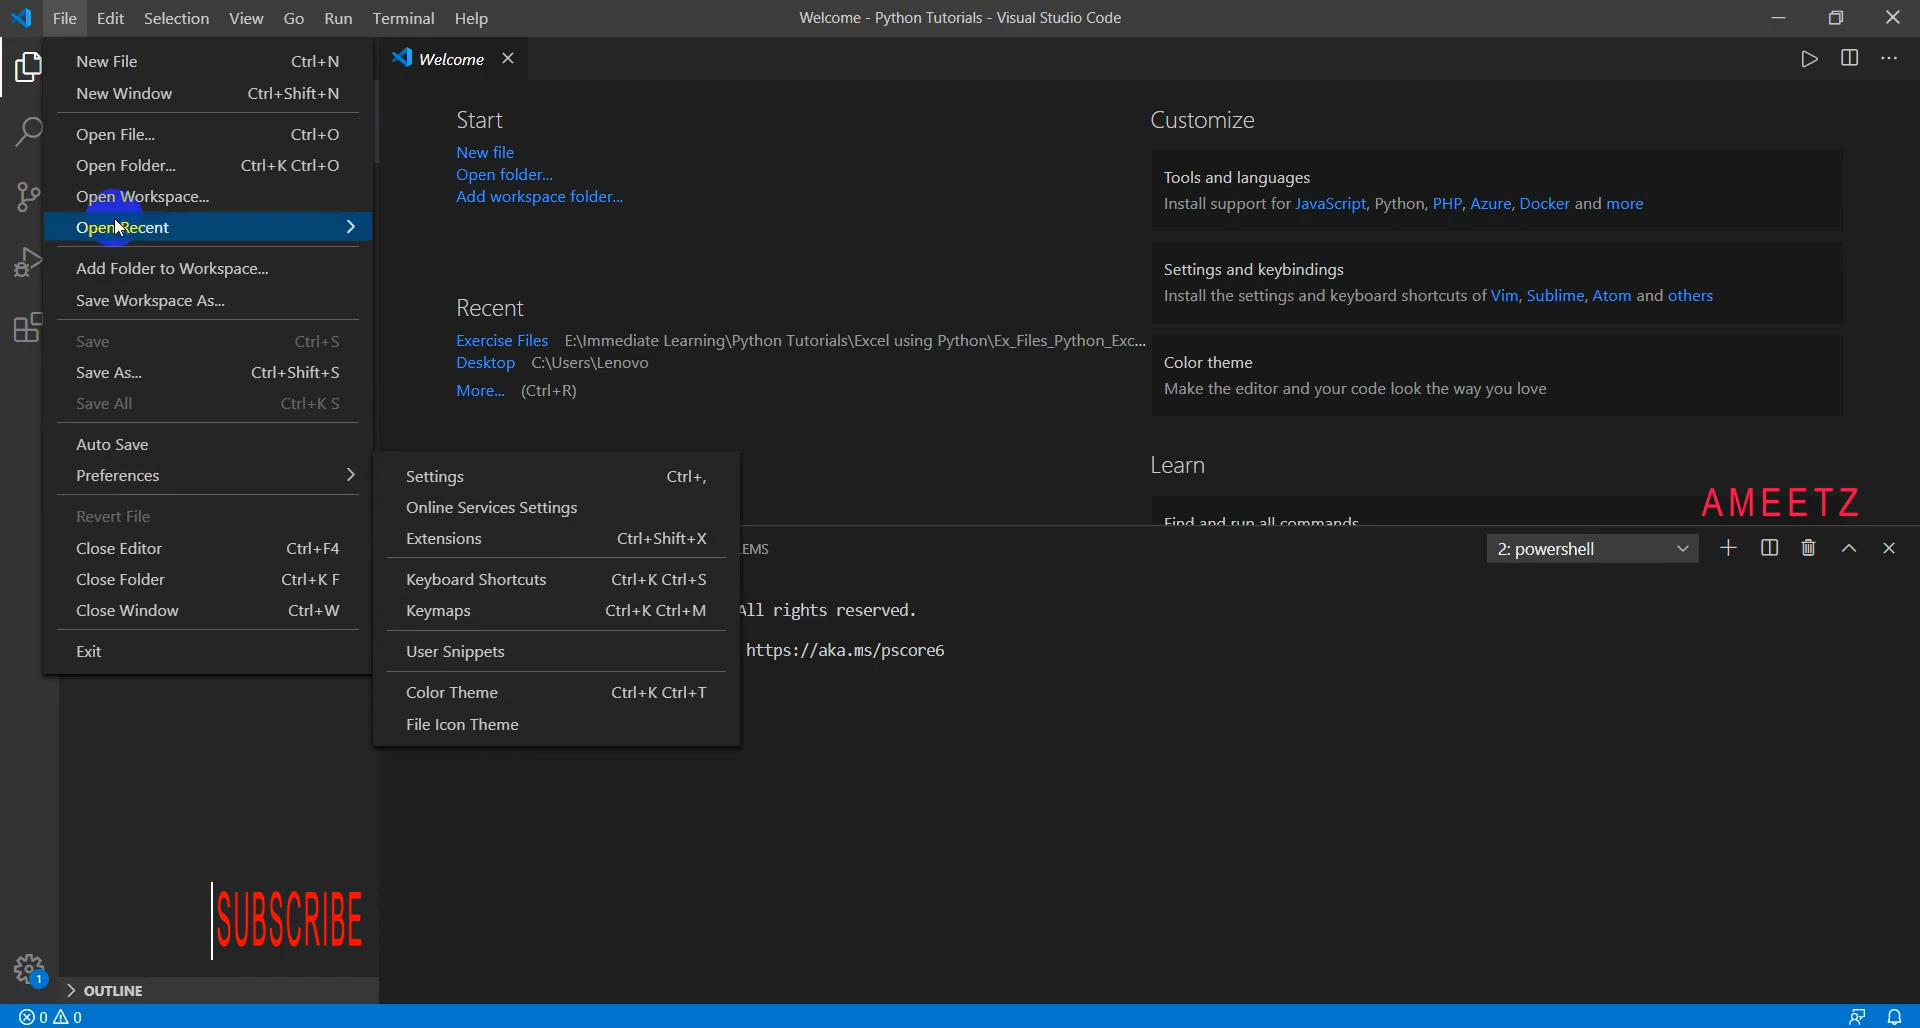 File Edit Selection View Go Run Terminal Help
Welcome - Python Tutorials - Visual Studio Code
New File Ctrl+N
New Window Ctrl+Shift+N
Open File... Ctrl+O
Open Folder... Ctrl+K Ctrl+O
Open Workspace...
Open Recent
Add Folder to Workspace...
Save Workspace As...
Save Ctrl+S
Save As... Ctrl+Shift+S
Save All Ctrl+K S
Auto Save
Preferences
Revert File
Close Editor Ctrl+F4
Close Folder Ctrl+K F
Close Window Ctrl+W
Exit
Settings Ctrl+,
Online Services Settings
Extensions Ctrl+Shift+X
Keyboard Shortcuts Ctrl+K Ctrl+S
Keymaps Ctrl+K Ctrl+M
User Snippets
Color Theme Ctrl+K Ctrl+T
File Icon Theme
Welcome
Start
New file
Open folder...
Add workspace folder...
Recent
Exercise Files E:\Immediate Learning\Python Tutorials\Excel using Python\Ex_Files_Python_Exc...
Desktop C:\Users\Lenovo
More... (Ctrl+R)
Customize
Tools and languages
Install support for JavaScript, Python, PHP, Azure, Docker and more
Settings and keybindings
Install the settings and keyboard shortcuts of Vim, Sublime, Atom and others
Color theme
Make the editor and your code look the way you love
Learn
Find and run all commands
AMEETZ
EMS
2: powershell
All rights reserved.
https://aka.ms/pscore6
SUBSCRIBE
1
OUTLINE
0 0